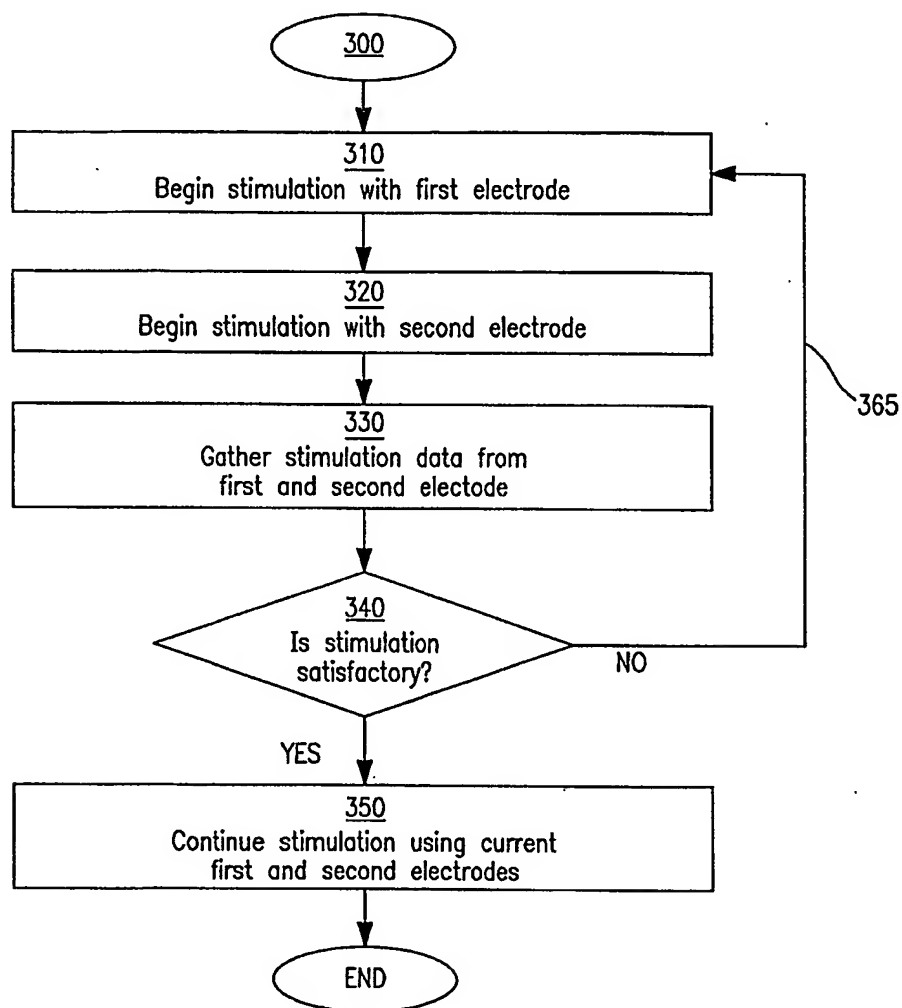 300
310
Begin stimulation with first electrode
320
Begin stimulation with second electrode
365
330
Gather stimulation data from
first and second electode
340
Is stimulation
satisfactory?
NO
YES
350
Continue stimulation using current
first and second electrodes
END